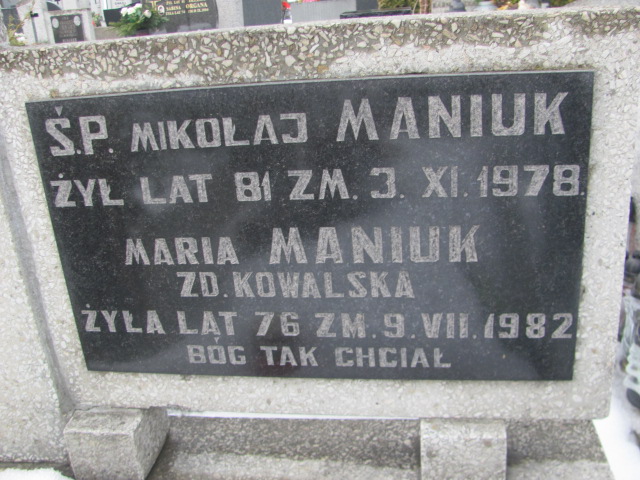 Ś.P. MIKOŁAJ MANIUK
ŻYŁ LAT 81 ZM. 3. XI. 1978.
MARIA MANIUK
ZD. KOWALSKA
ŻYŁA LAT 76 ZM. 9. VII. 1982
BÓG TAK CHCIAŁ